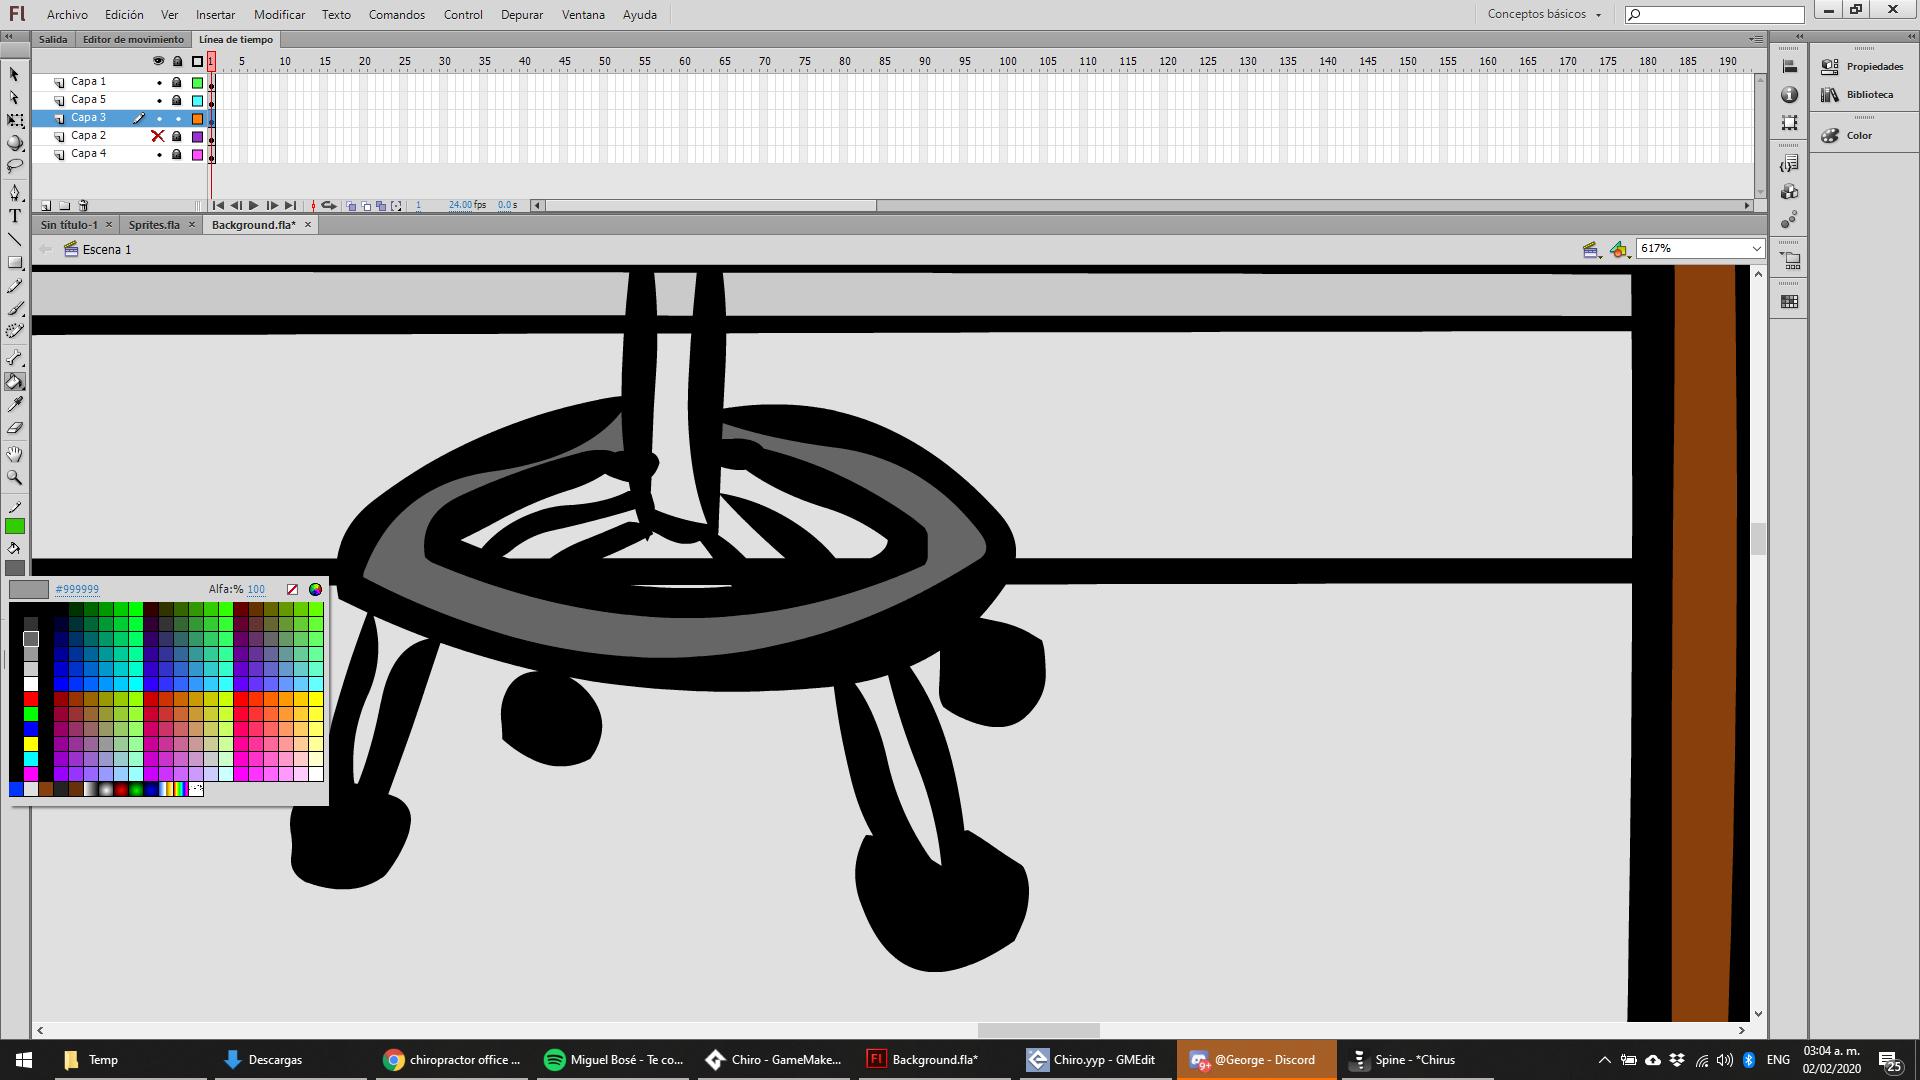 Fl Archivo Edición Ver Insertar Modificar Texto Comandos Control Depurar Ventana Ayuda Conceptos básicos
Salida Editor de movimiento Línea de tiempo
1 5 10 15 20 25 30 35 40 45 50 55 60 65 70 75 80 85 90 95 100 105 110 115 120 125 130 135 140 145 150 155 160 165 170 175 180 185 190
Capa 1
Capa 5
Capa 3
Capa 2
Capa 4
1 24.00 fps 0.0 s
Sin título-1 Sprites.fla Background.fla*
Escena 1
617%
Propiedades
Biblioteca
Color
#999999 Alfa:% 100
Temp Descargas chiropractor office ... Miguel Bosé - Te co... Chiro - GameMake... Fl Background.fla* Chiro.yyp - GMEdit 9+ @George - Discord Spine - *Chirus
ENG 03:04 a. m.
02/02/2020 25